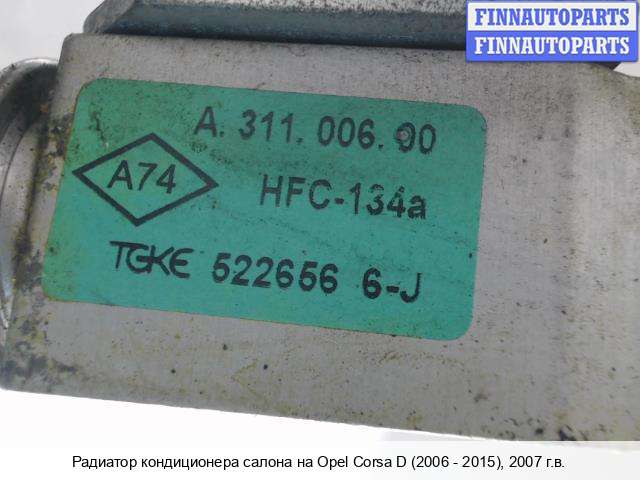 FINNAUTOPARTS
FINNAUTOPARTS
A. 311. 006. 90
A74
HFC-134a
TGKE 522656 6-J
Радиатор кондиционера салона на Opel Corsa D (2006 - 2015), 2007 г.в.